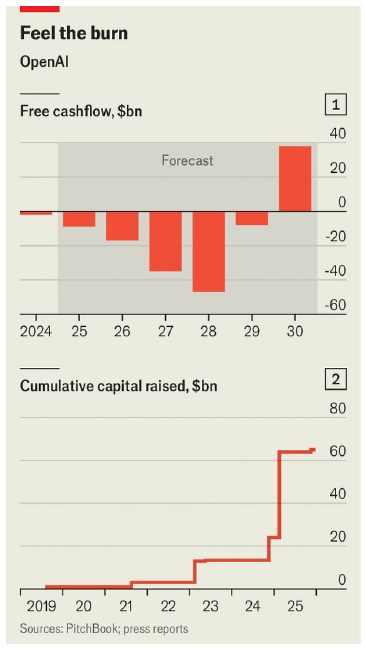 Feel the burn
OpenAI
1
Free cashflow, $bn
Forecast
40
20
0
-20
-40
-60
2024 25 26 27 28 29 30
2
Cumulative capital raised, $bn
80
60
40
20
0
2019 20 21 22 23 24 25
Sources: PitchBook; press reports